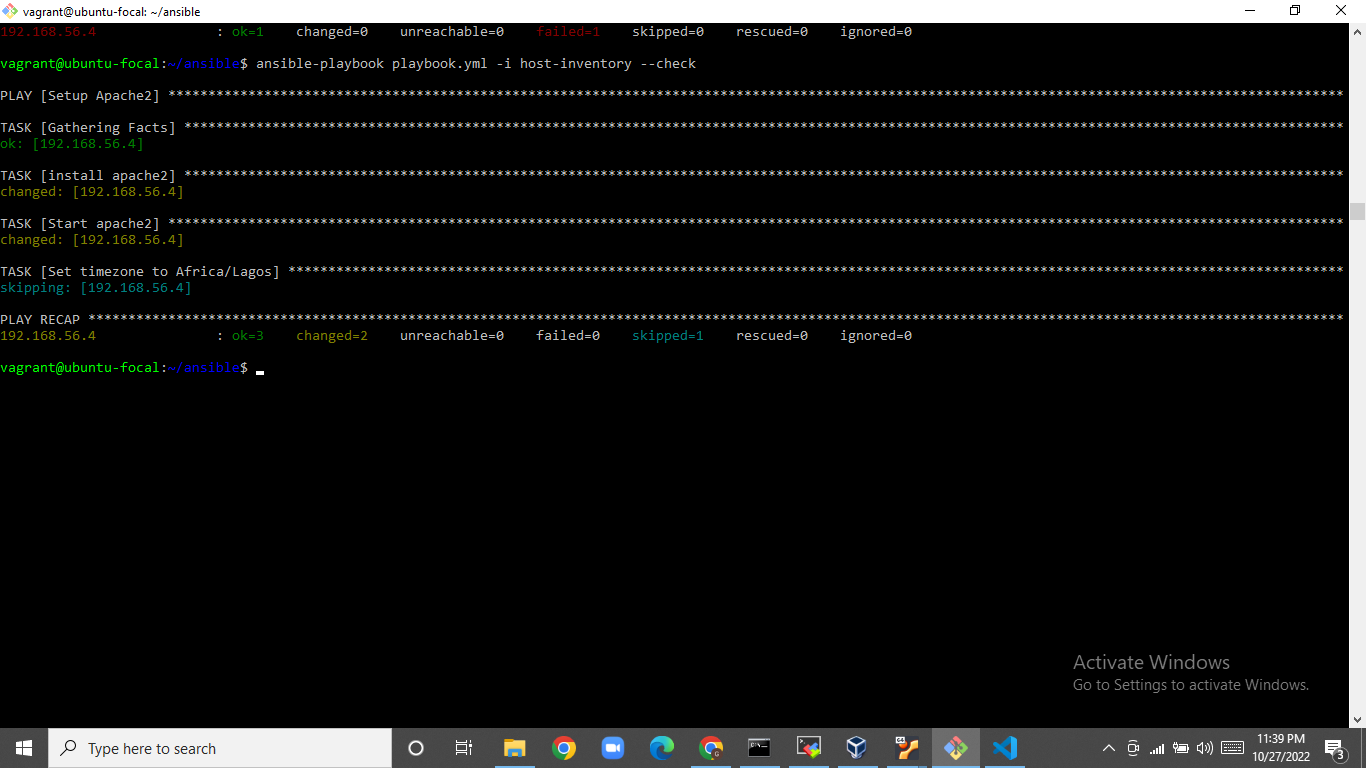 vagrant@ubuntu-focal: ~/ansible
192.168.56.4 : ok=1 changed=0 unreachable=0 failed=1 skipped=0 rescued=0 ignored=0
vagrant@ubuntu-focal:~/ansible$ ansible-playbook playbook.yml -i host-inventory --check
PLAY [Setup Apache2] ***************************************************************************************************************************************************
TASK [Gathering Facts] *************************************************************************************************************************************************
ok: [192.168.56.4]
TASK [install apache2] *************************************************************************************************************************************************
changed: [192.168.56.4]
TASK [Start apache2] ***************************************************************************************************************************************************
changed: [192.168.56.4]
TASK [Set timezone to Africa/Lagos] ************************************************************************************************************************************
skipping: [192.168.56.4]
PLAY RECAP *************************************************************************************************************************************************************
192.168.56.4 : ok=3 changed=2 unreachable=0 failed=0 skipped=1 rescued=0 ignored=0
vagrant@ubuntu-focal:~/ansible$
Activate Windows
Go to Settings to activate Windows.
Type here to search
11:39 PM
10/27/2022
3